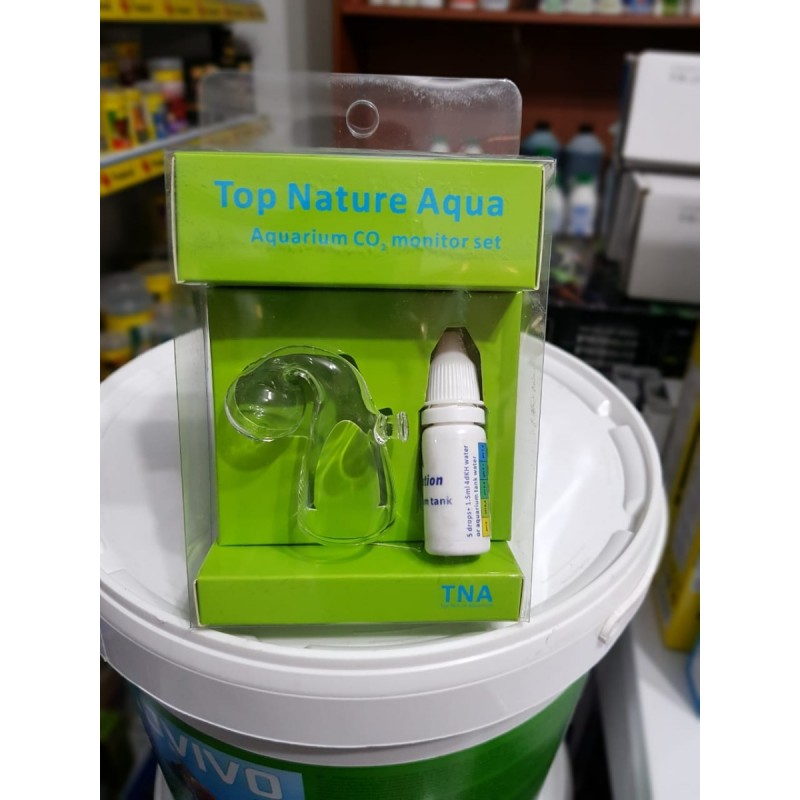 Top Nature Aqua
Aquarium CO₂ monitor set
tion
m tank
5 drops+ 1.5ml 4dKH water
or aquarium tank water
TNA
VIVO